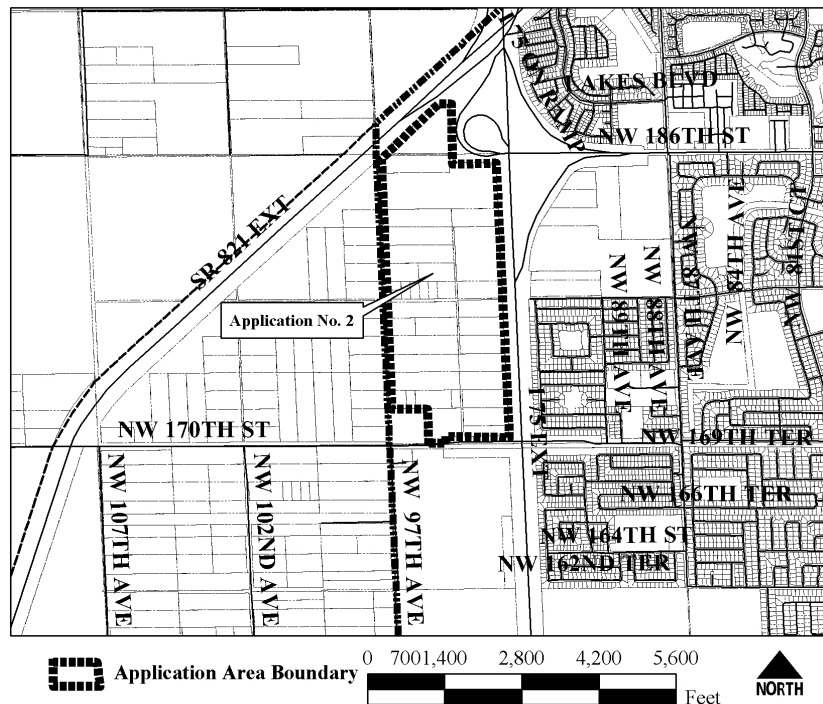 I 75 ON RAMP
LAKES BLVD
NW 186TH ST
SR 821 EXT
NW 87TH AVE
NW 84TH AVE
NW 81ST CT
NW 89TH AVE
NW 88TH AVE
Application No. 2
I 75 EXT
NW 170TH ST
NW 169TH TER
NW 107TH AVE
NW 102ND AVE
NW 97TH AVE
NW 166TH TER
NW 164TH ST
NW 162ND TER
Application Area Boundary
0 7001,400 2,800 4,200 5,600
Feet
NORTH